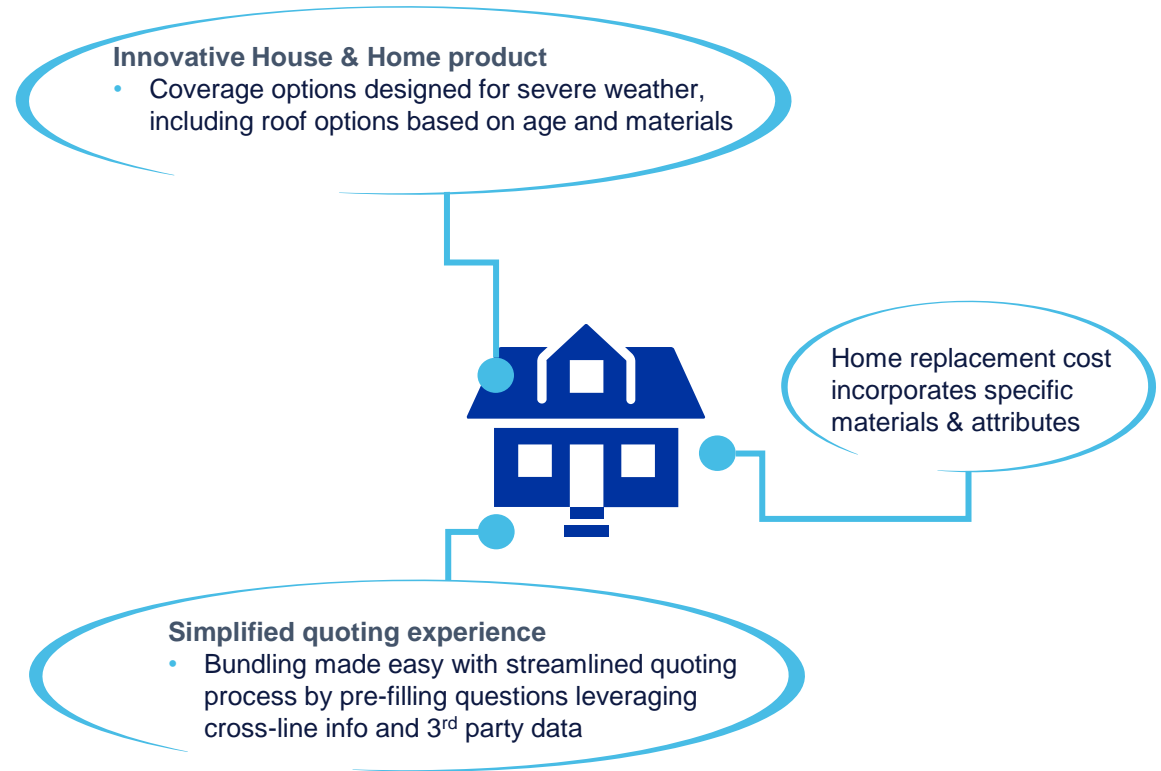 Innovative House & Home product
• Coverage options designed for severe weather,
including roof options based on age and materials
Home replacement cost
incorporates specific
materials & attributes
Simplified quoting experience
• Bundling made easy with streamlined quoting
process by pre-filling questions leveraging
cross-line info and 3rd party data